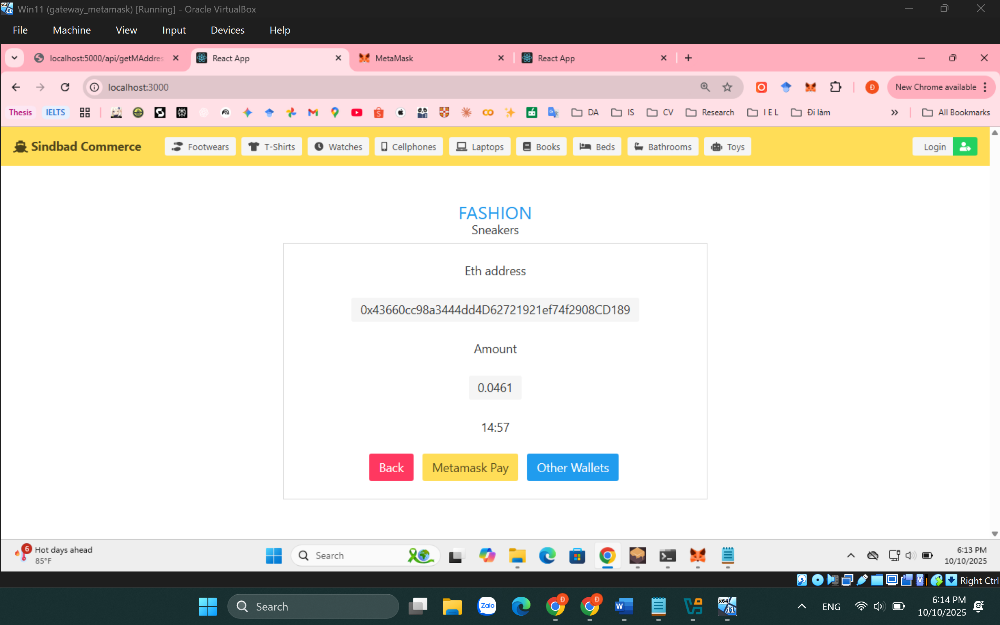 Win11 (gateway_metamask) [Running] - Oracle VirtualBox
File Machine View Input Devices Help
localhost:5000/api/getMAddres React App MetaMask React App
localhost:3000 New Chrome available
Thesis IELTS DA IS CV Research I E L Đi làm All Bookmarks
Sindbad Commerce Footwears T-Shirts Watches Cellphones Laptops Books Beds Bathrooms Toys Login
FASHION
Sneakers
Eth address
0x43660cc98a3444dd4D62721921ef74f2908CD189
Amount
0.0461
14:57
Back Metamask Pay Other Wallets
6 Hot days ahead
85°F
Search
6:13 PM
10/10/2025
Right Ctrl
Search
Zalo
ENG
6:14 PM
10/10/2025